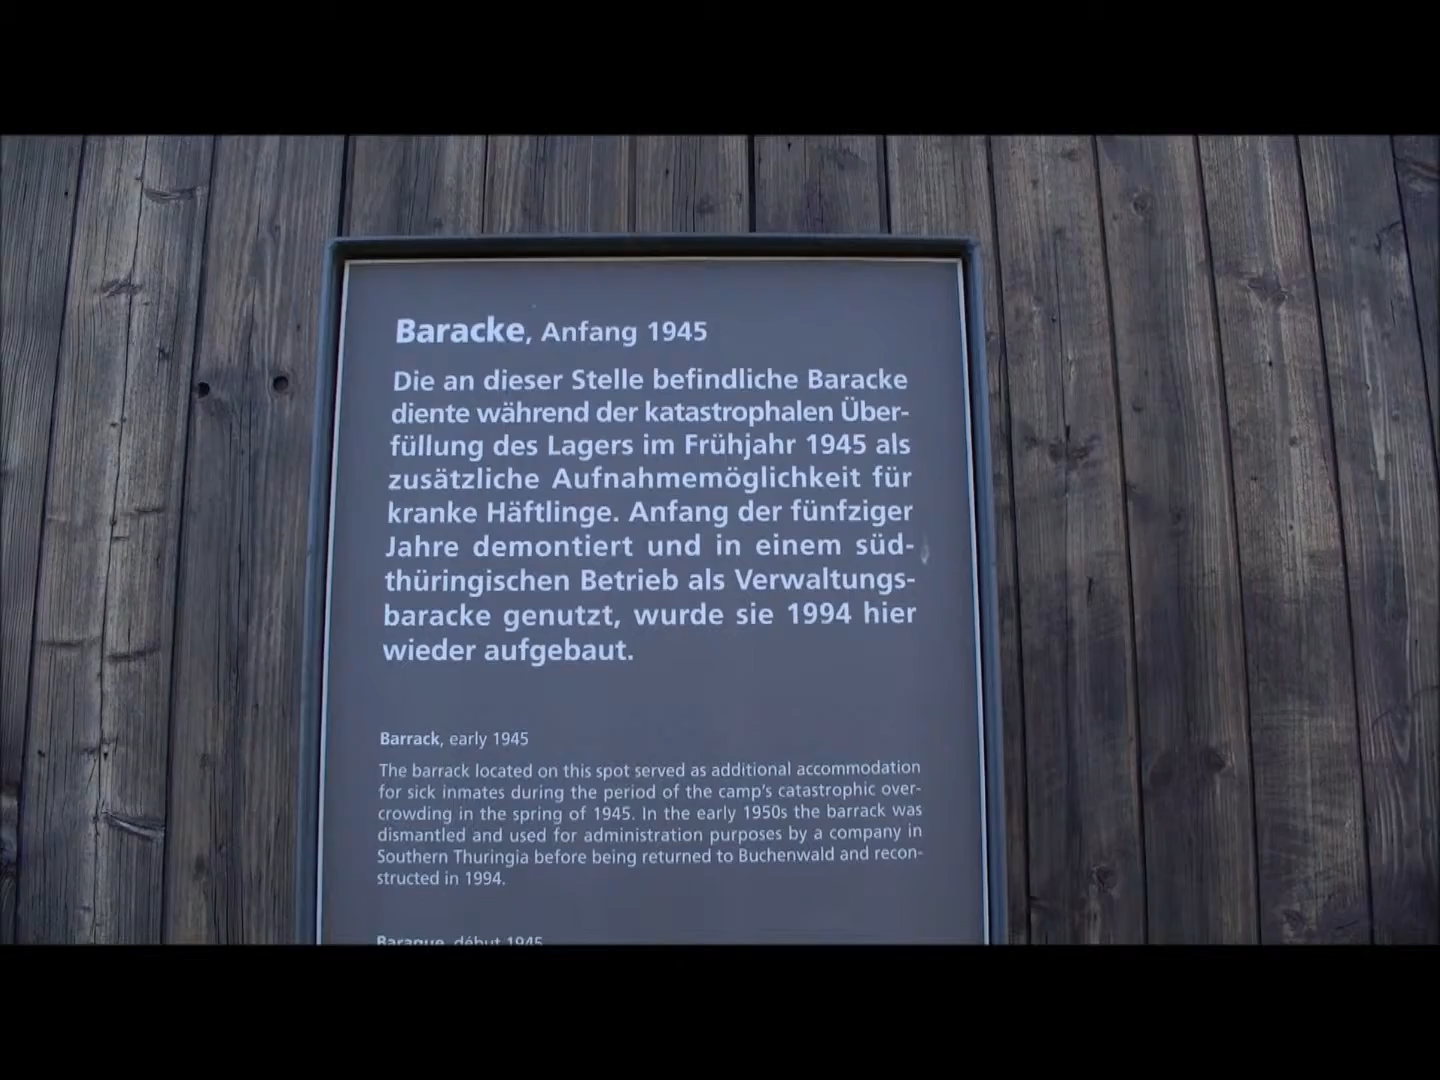 Baracke, Anfang 1945
Die an dieser Stelle befindliche Baracke
diente während der katastrophalen Über-
füllung des Lagers im Frühjahr 1945 als
zusätzliche Aufnahmemöglichkeit für
kranke Häftlinge. Anfang der fünfziger
Jahre demontiert und in einem süd-
thüringischen Betrieb als Verwaltungs-
baracke genutzt, wurde sie 1994 hier
wieder aufgebaut.
Barrack, early 1945
The barrack located on this spot served as additional accommodation
for sick inmates during the period of the camp's catastrophic over-
crowding in the spring of 1945. In the early 1950s the barrack was
dismantled and used for administration purposes by a company in
Southern Thuringia before being returned to Buchenwald and recon-
structed in 1994.
Baraque, début 1945